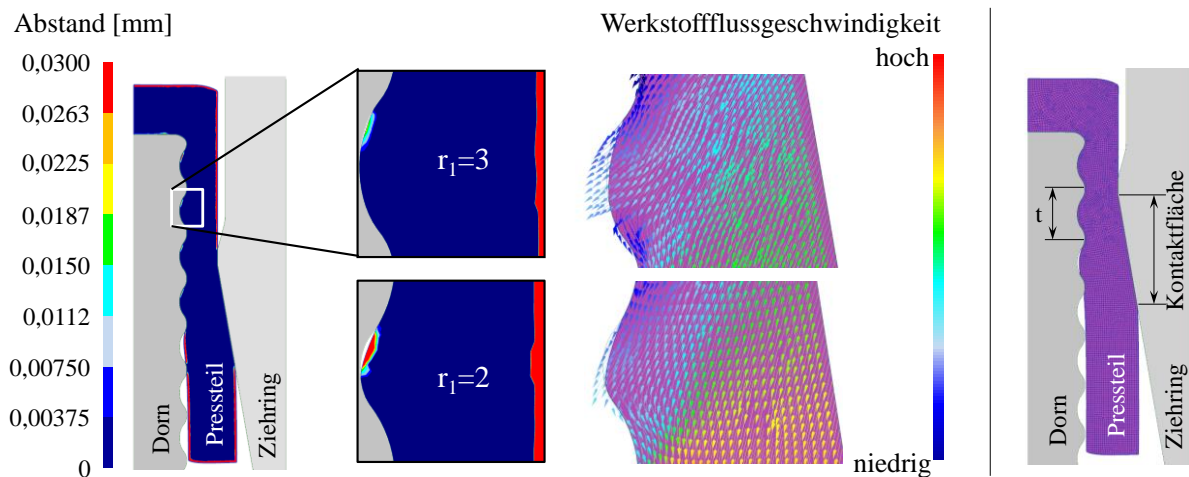 Abstand [mm]
0,0300
0,0263
0,0225
0,0187
0,0150
0,0112
0,00750
0,00375
0
Dorn
Pressteil
Ziehring
r1=3
r1=2
Werkstoffflussgeschwindigkeit
hoch
niedrig
t
Kontaktfläche
Dorn
Pressteil
Ziehring